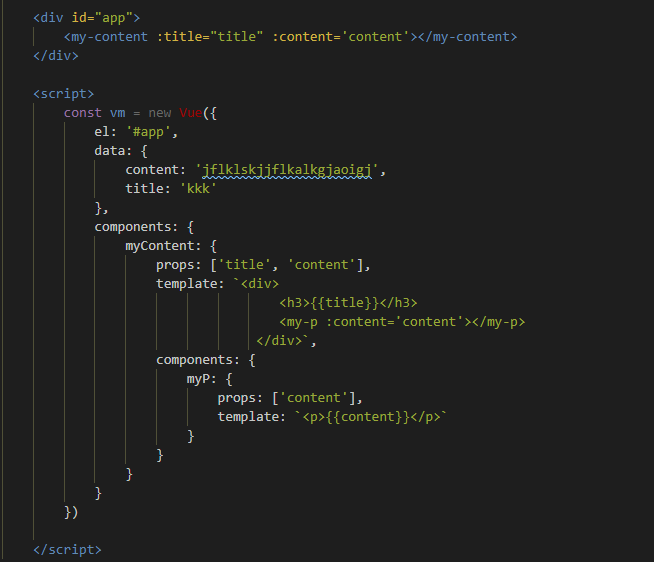 <div id="app">
    <my-content :title="title" :content='content'></my-content>
</div>

<script>
    const vm = new Vue({
        el: '#app',
        data: {
            content: 'jflklskjjflkalkgjaoigj',
            title: 'kkk'
        },
        components: {
            myContent: {
                props: ['title', 'content'],
                template: `<div>
                                <h3>{{title}}</h3>
                                <my-p :content='content'></my-p>
                             </div>`,
                components: {
                    myP: {
                        props: ['content'],
                        template: `<p>{{content}}</p>`
                    }
                }
            }
        }
    })

</script>